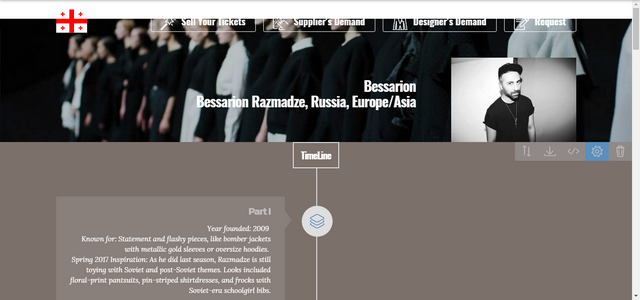 Sell Your Tickets
Supplier's Demand
Designer's Demand
Request
Bessarion
Bessarion Razmadze, Russia, Europe/Asia
TimeLine
Part I
Year founded: 2009
Known for: Statement and flashy pieces, like bomber jackets
with metallic gold sleeves or oversize hoodies.
Spring 2017 Inspiration: As he did last season, Razmadze is still
toying with Soviet and post-Soviet themes. Looks included
floral-print pantsuits, pin-striped shirtdresses, and frocks with
Soviet-era schoolgirl bibs.